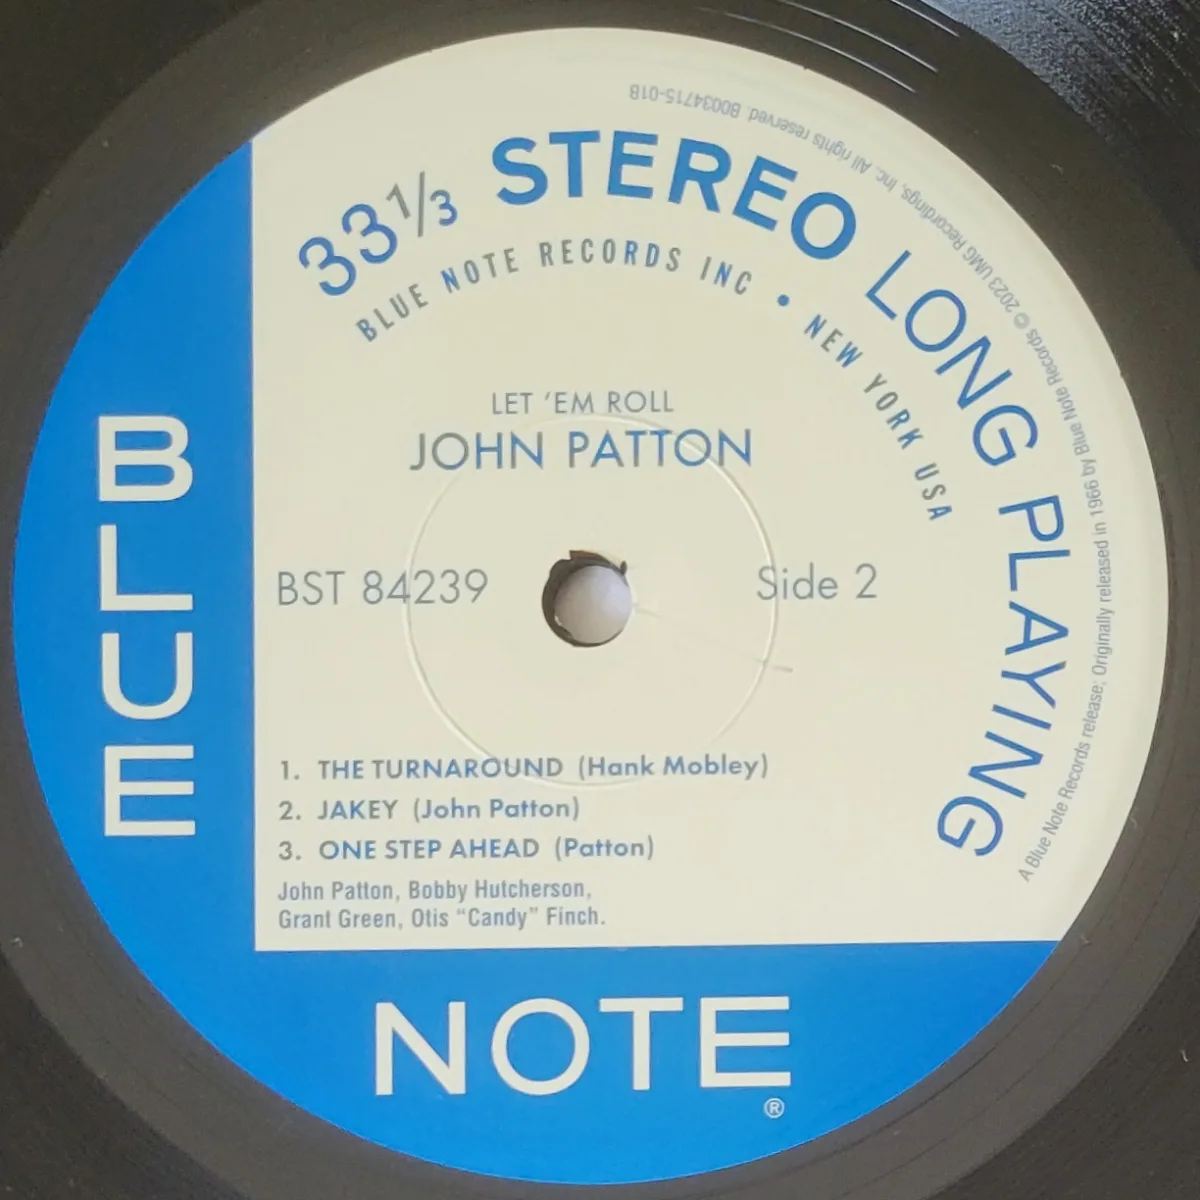 33⅓ STEREO LONG PLAYING
BLUE NOTE RECORDS INC • NEW YORK USA
LET 'EM ROLL
JOHN PATTON
BST 84239
Side 2
1. THE TURNAROUND (Hank Mobley)
2. JAKEY (John Patton)
3. ONE STEP AHEAD (Patton)
John Patton, Bobby Hutcherson,
Grant Green, Otis "Candy" Finch.
BLUE
NOTE®
A Blue Note Records release; Originally released in 1966 by Blue Note Records © 2023 UMG Recordings, Inc. All rights reserved. B0034715-01B